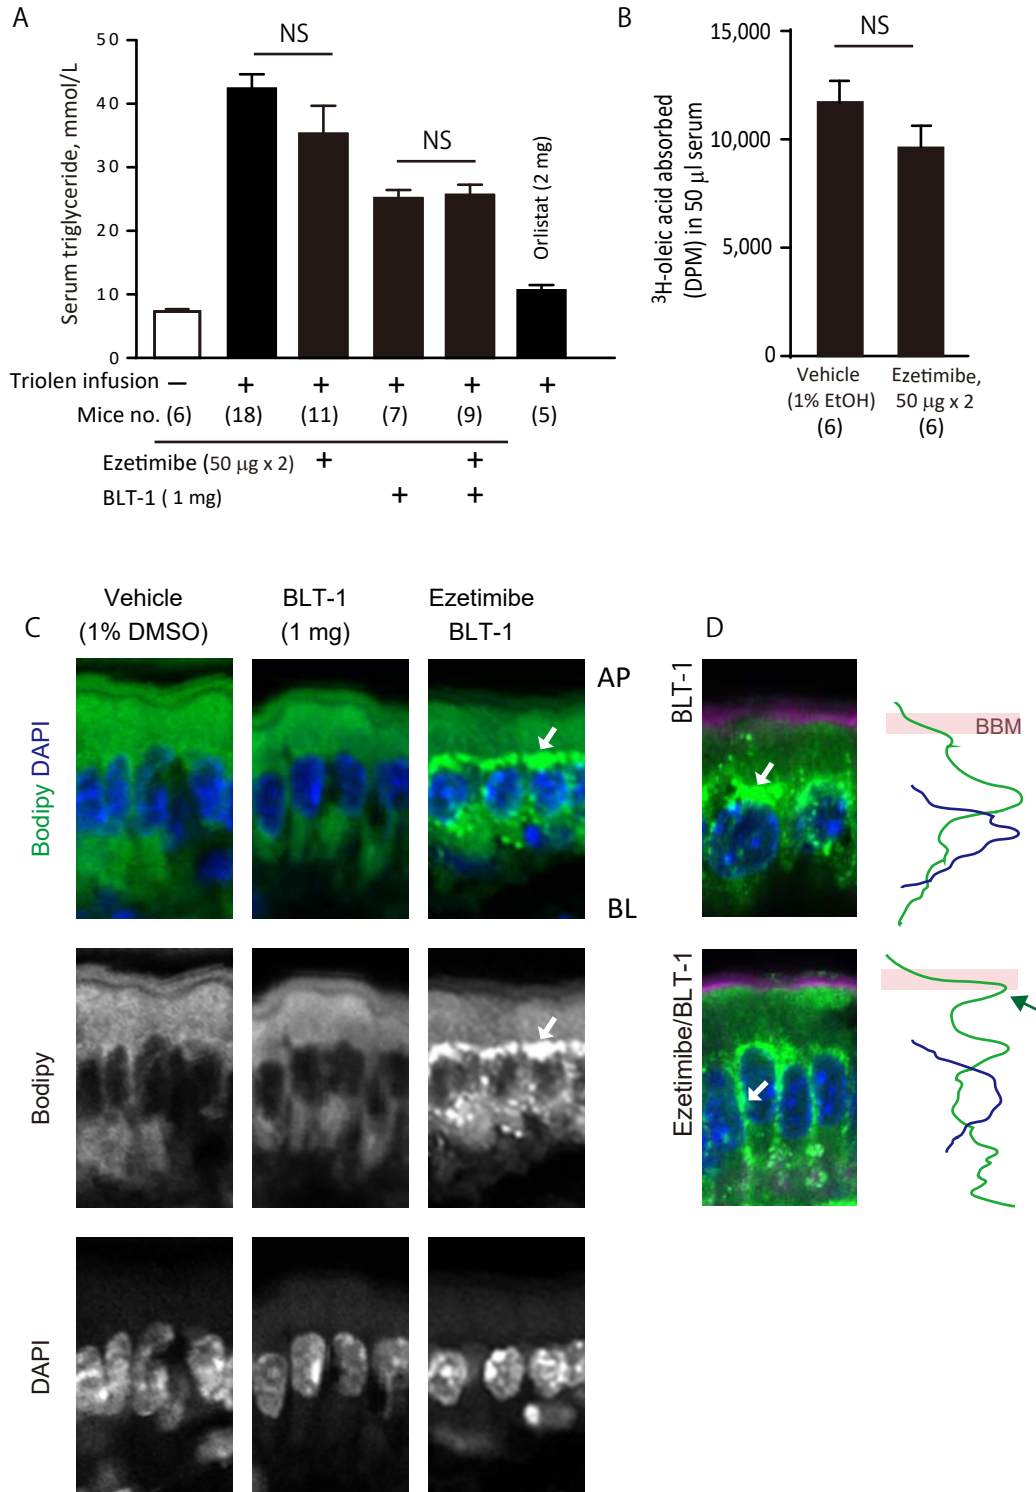 A
NS
NS
Orlistat (2 mg)
Serum triglyceride, mmol/L
50
40
30
20
10
0
Triolen infusion − + + + + +
Mice no. (6) (18) (11) (7) (9) (5)
Ezetimibe (50 µg x 2) + +
BLT-1 ( 1 mg) + +
B
NS
³H-oleic acid absorbed
(DPM) in 50 µl serum
15,000
10,000
5,000
0
Vehicle
(1% EtOH)
(6)
Ezetimibe,
50 µg x 2
(6)
C
Vehicle
(1% DMSO)
BLT-1
(1 mg)
Ezetimibe
BLT-1
Bodipy DAPI
Bodipy
DAPI
AP
BL
D
BLT-1
BBM
Ezetimibe/BLT-1